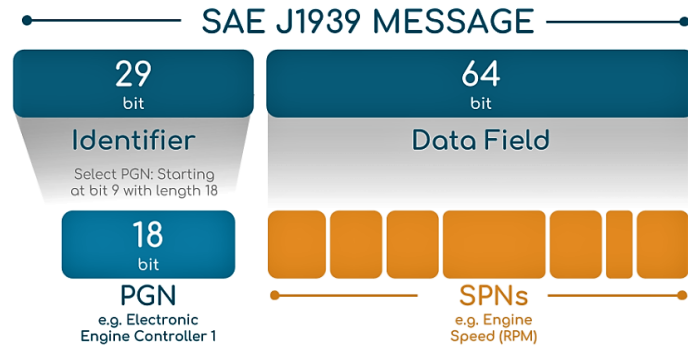 SAE J1939 MESSAGE
29
bit
64
bit
Identifier
Data Field
Select PGN: Starting
at bit 9 with length 18
18
bit
PGN
e.g. Electronic
Engine Controller 1
SPNs
e.g. Engine
Speed (RPM)